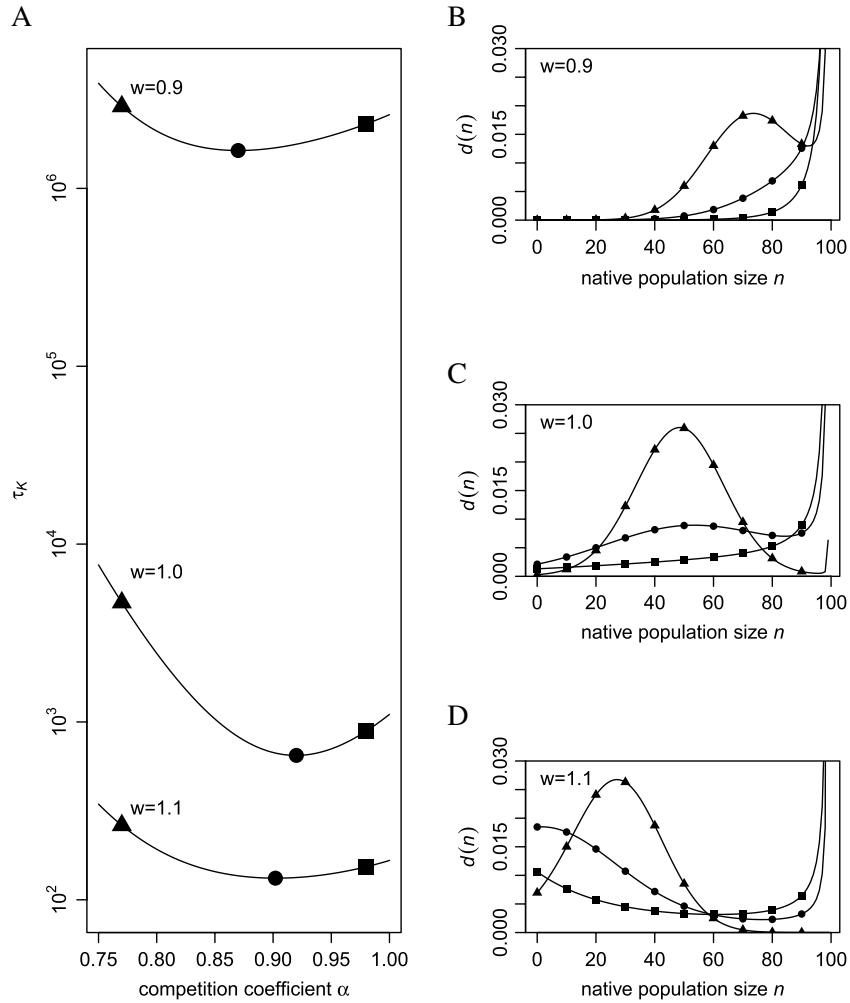 A
w=0.9
w=1.0
w=1.1
τK
10^2
10^3
10^4
10^5
10^6
0.75
0.80
0.85
0.90
0.95
1.00
competition coefficient α
B
w=0.9
d(n)
0.000
0.015
0.030
0
20
40
60
80
100
native population size n
C
w=1.0
d(n)
0.000
0.015
0.030
0
20
40
60
80
100
native population size n
D
w=1.1
d(n)
0.000
0.015
0.030
0
20
40
60
80
100
native population size n